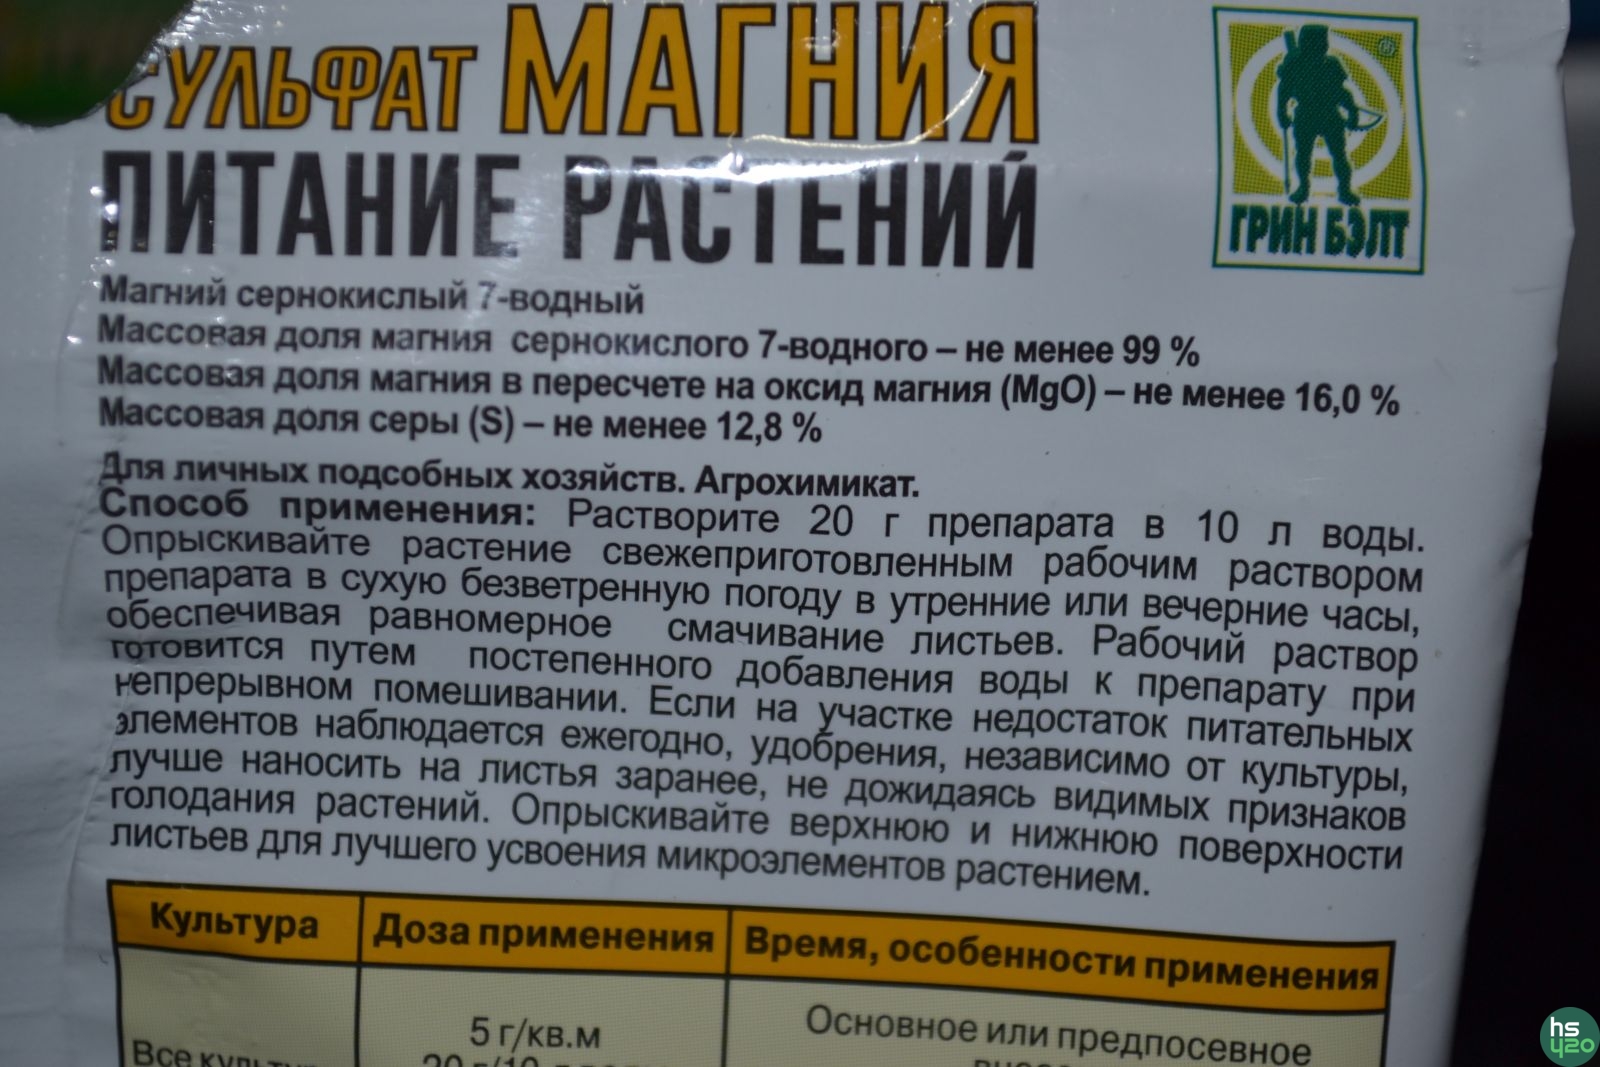 СУЛЬФАТ МАГНИЯ
ПИТАНИЕ РАСТЕНИЙ
ГРИН БЭЛТ
Магний сернокислый 7-водный
Массовая доля магния сернокислого 7-водного – не менее 99 %
Массовая доля магния в пересчете на оксид магния (MgO) – не менее 16,0 %
Массовая доля серы (S) – не менее 12,8 %
Для личных подсобных хозяйств. Агрохимикат.
Способ применения: Растворите 20 г препарата в 10 л воды.
Опрыскивайте растение свежеприготовленным рабочим раствором
препарата в сухую безветренную погоду в утренние или вечерние часы,
обеспечивая равномерное смачивание листьев. Рабочий раствор
готовится путем постепенного добавления воды к препарату при
непрерывном помешивании. Если на участке недостаток питательных
элементов наблюдается ежегодно, удобрения, независимо от культуры,
лучше наносить на листья заранее, не дожидаясь видимых признаков
голодания растений. Опрыскивайте верхнюю и нижнюю поверхности
листьев для лучшего усвоения микроэлементов растением.
Культура Доза применения Время, особенности применения
5 г/кв.м Основное или предпосевное
Все
hs
y20